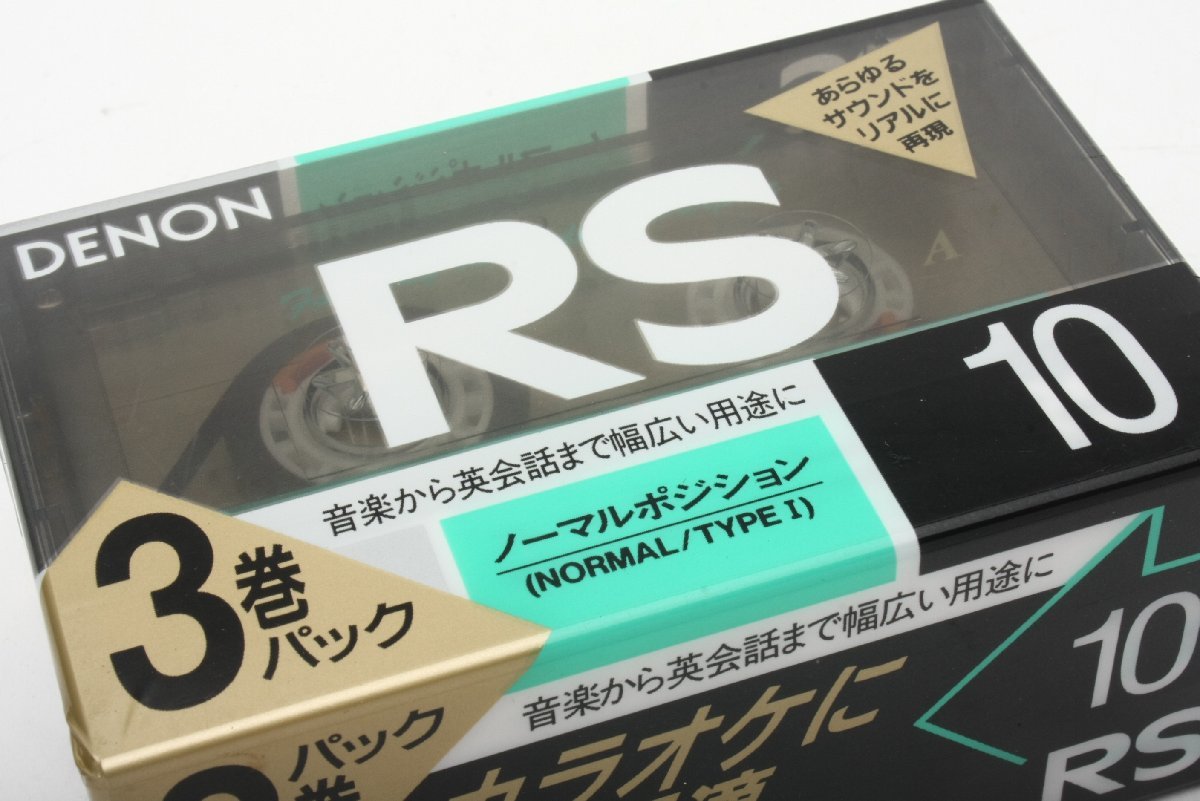 DENON
RS
あらゆる
サウンドを
リアルに
再現
A
10
音楽から英会話まで幅広い用途に
ノーマルポジション
(NORMAL/TYPE I)
3巻
パック
音楽から英会話まで幅広い用途に
パック
カラオケに
10
RS